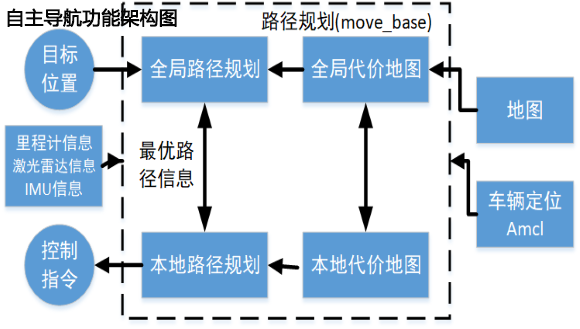 自主导航功能架构图
路径规划(move_base)
目标
位置
全局路径规划
全局代价地图
地图
里程计信息
激光雷达信息
IMU信息
最优路
径信息
车辆定位
Amcl
控制
指令
本地路径规划
本地代价地图